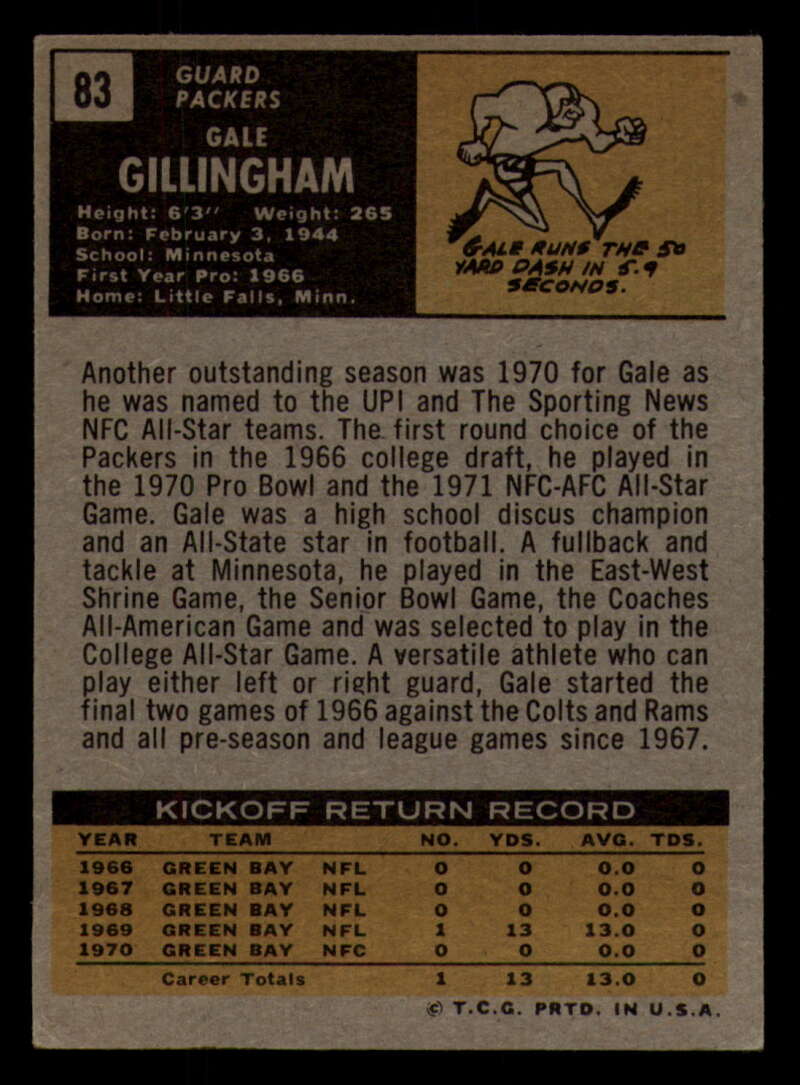 83
GUARD
PACKERS
GALE
GILLINGHAM
Height: 6'3" Weight: 265
Born: February 3, 1944
School: Minnesota
First Year Pro: 1966
Home: Little Falls, Minn.
GALE RUNS THE 50
YARD DASH IN 5.9
SECONDS.
Another outstanding season was 1970 for Gale as
he was named to the UPI and The Sporting News
NFC All-Star teams. The first round choice of the
Packers in the 1966 college draft, he played in
the 1970 Pro Bowl and the 1971 NFC-AFC All-Star
Game. Gale was a high school discus champion
and an All-State star in football. A fullback and
tackle at Minnesota, he played in the East-West
Shrine Game, the Senior Bowl Game, the Coaches
All-American Game and was selected to play in the
College All-Star Game. A versatile athlete who can
play either left or right guard, Gale started the
final two games of 1966 against the Colts and Rams
and all pre-season and league games since 1967.
KICKOFF RETURN RECORD
YEAR TEAM NO. YDS. AVG. TDS.
1966 GREEN BAY NFL 0 0 0.0 0
1967 GREEN BAY NFL 0 0 0.0 0
1968 GREEN BAY NFL 0 0 0.0 0
1969 GREEN BAY NFL 1 13 13.0 0
1970 GREEN BAY NFC 0 0 0.0 0
Career Totals 1 13 13.0 0
© T.C.G. PRTD. IN U.S.A.